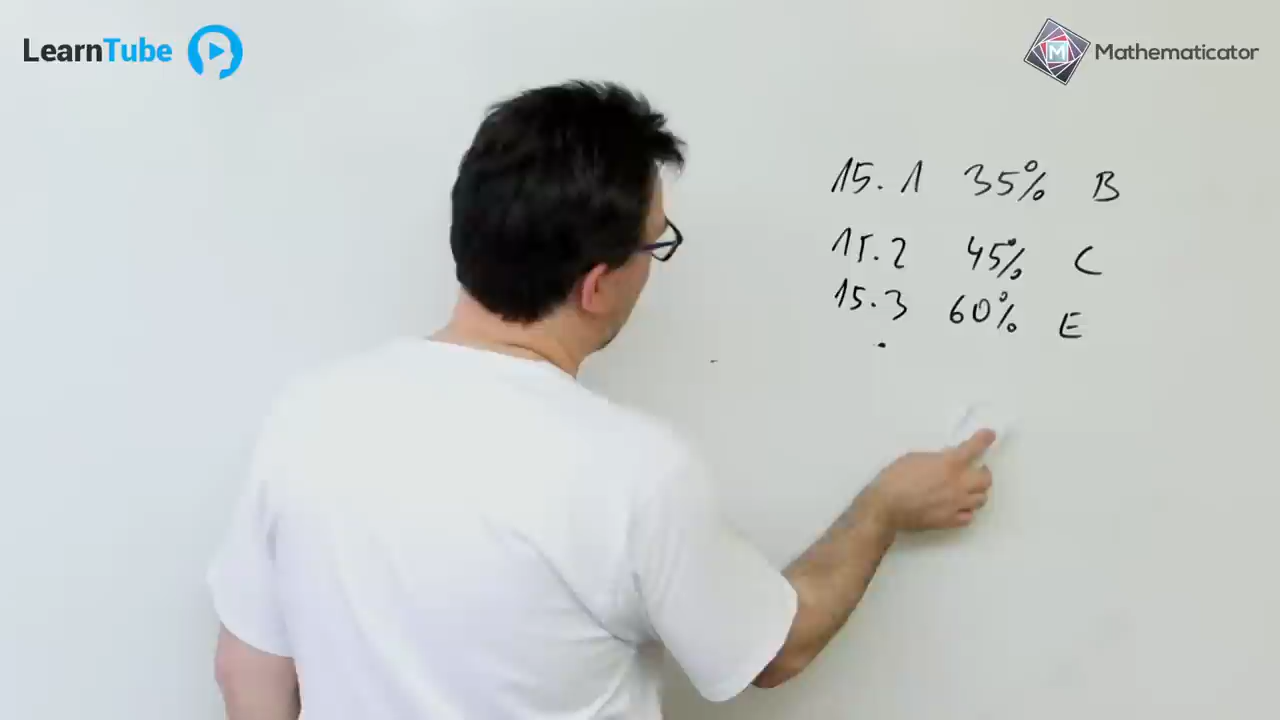 LearnTube
Mathematicator
15.1 35% B
15.2 45% C
15.3 60% E